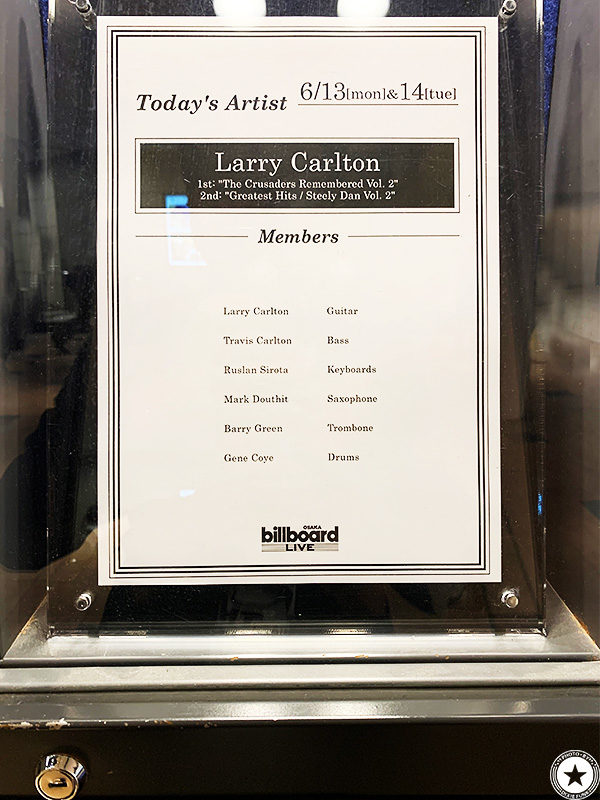 Today's Artist 6/13[mon]&14[tue]
Larry Carlton
1st: "The Crusaders Remembered Vol. 2"
2nd: "Greatest Hits / Steely Dan Vol. 2"
Members
Larry Carlton Guitar
Travis Carlton Bass
Ruslan Sirota Keyboards
Mark Douthit Saxophone
Barry Green Trombone
Gene Coye Drums
OSAKA
billboard
LIVE
PHOTO BY